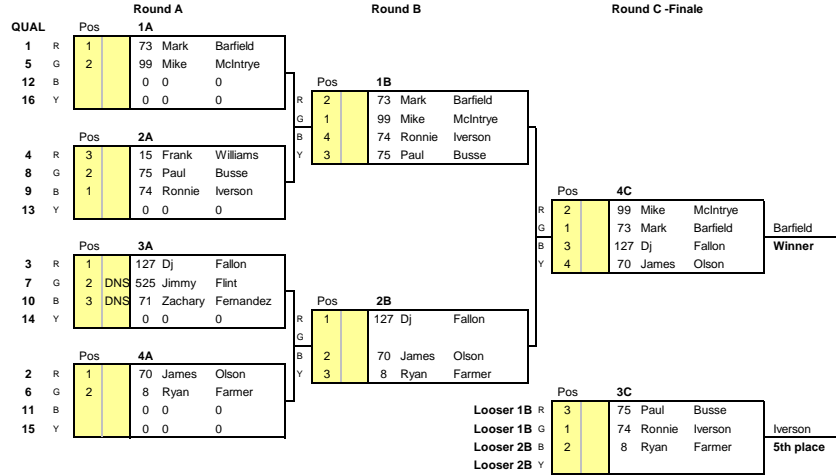 Round A Round B Round C -Finale
QUAL Pos 1A
1 R 1 73 Mark Barfield
5 G 2 99 Mike McIntrye
12 B 0 0 0
16 Y 0 0 0
Pos 2A
4 R 3 15 Frank Williams
8 G 2 75 Paul Busse
9 B 1 74 Ronnie Iverson
13 Y 0 0 0
Pos 3A
3 R 1 127 Dj Fallon
7 G 2 DNS 525 Jimmy Flint
10 B 3 DNS 71 Zachary Fernandez
14 Y 0 0 0
Pos 4A
2 R 1 70 James Olson
6 G 2 8 Ryan Farmer
11 B 0 0 0
15 Y 0 0 0
Pos 1B
R 2 73 Mark Barfield
G 1 99 Mike McIntrye
B 4 74 Ronnie Iverson
Y 3 75 Paul Busse
Pos 2B
R 1 127 Dj Fallon
G
B 2 70 James Olson
Y 3 8 Ryan Farmer
Pos 4C
R 2 99 Mike McIntrye
G 1 73 Mark Barfield Barfield
B 3 127 Dj Fallon Winner
Y 4 70 James Olson
Pos 3C
Looser 1B R 3 75 Paul Busse
Looser 1B G 1 74 Ronnie Iverson Iverson
Looser 2B B 2 8 Ryan Farmer 5th place
Looser 2B Y